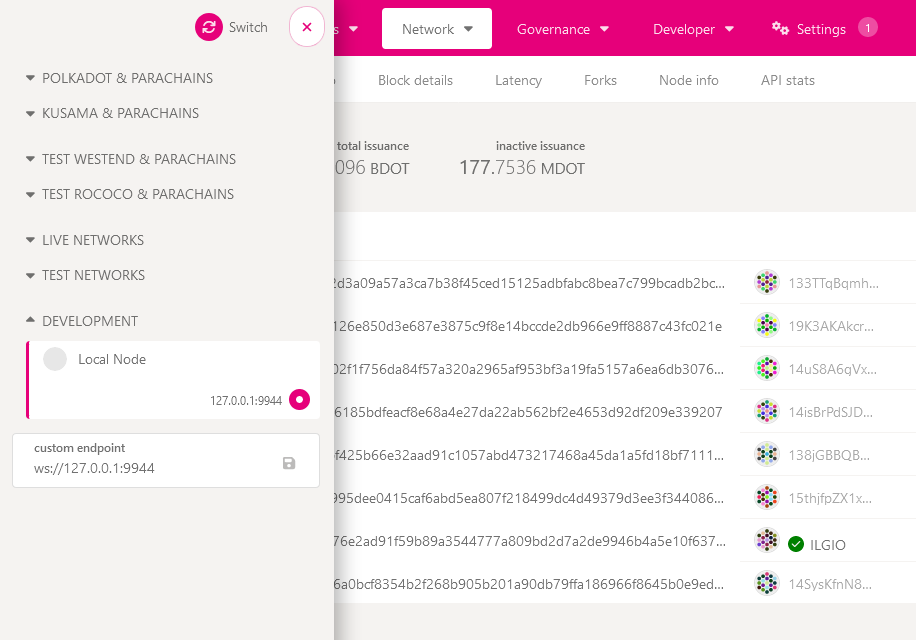 Switch
Network
Governance
Developer
Settings
1
Block details
Latency
Forks
Node info
API stats
POLKADOT & PARACHAINS
KUSAMA & PARACHAINS
TEST WESTEND & PARACHAINS
TEST ROCOCO & PARACHAINS
LIVE NETWORKS
TEST NETWORKS
DEVELOPMENT
Local Node
127.0.0.1:9944
custom endpoint
ws://127.0.0.1:9944
total issuance
096 BDOT
inactive issuance
177.7536 MDOT
2d3a09a57a3ca7b38f45ced15125adbfabc8bea7c799bcadb2bc...
133TTqBqmh...
126e850d3e687e3875c9f8e14bccde2db966e9ff8887c43fc021e
19K3AKAkcr...
02f1f756da84f57a320a2965af953bf3a19fa5157a6ea6db3076...
14uS8A6qVx...
6185bdfeacf8e68a4e27da22ab562bf2e4653d92df209e339207
14isBrPdSJD...
f425b66e32aad91c1057abd473217468a45da1a5fd18bf7111...
138jGBBQB...
995dee0415caf6abd5ea807f218499dc4d49379d3ee3f344086...
15thjfpZX1x...
76e2ad91f59b89a3544777a809bd2d7a2de9946b4a5e10f637...
ILGIO
6a0bcf8354b2f268b905b201a90db79ffa186966f8645b0e9ed...
14SysKfnN8...